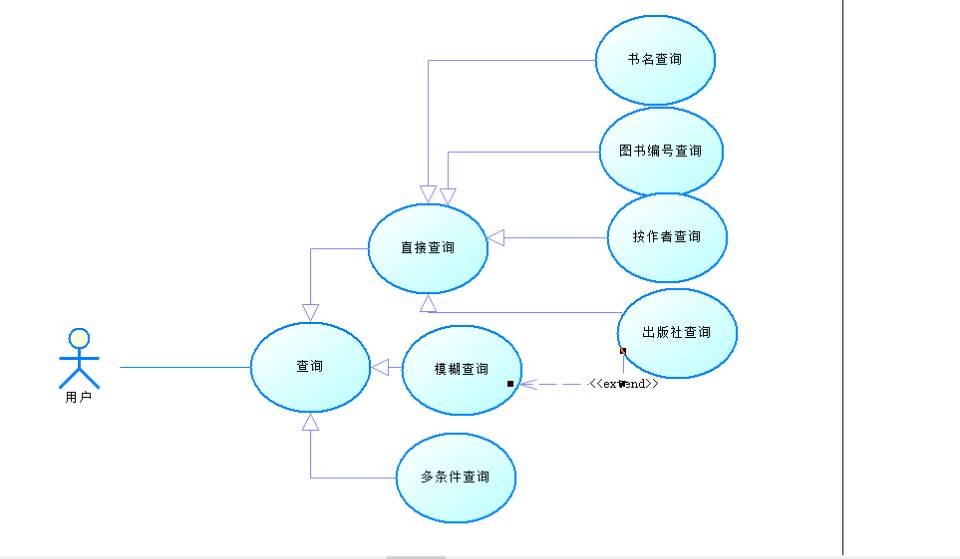 书名查询
图书编号查询
按作者查询
直接查询
出版社查询
查询
模糊查询
<<extend>>
用户
多条件查询